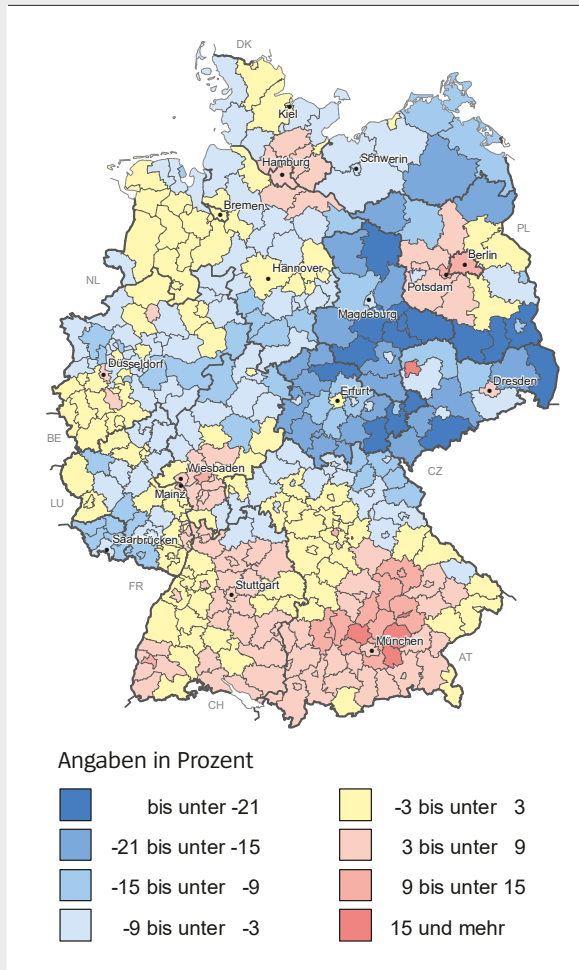 DK
Kiel
Hamburg
Schwerin
Bremen
PL
Berlin
Hannover
NL
Potsdam
Magdeburg
Düsseldorf
Erfurt
Dresden
BE
Wiesbaden
CZ
Mainz
LU
Saarbrücken
FR
Stuttgart
München
AT
CH
Angaben in Prozent
bis unter -21
-21 bis unter -15
-15 bis unter -9
-9 bis unter -3
-3 bis unter 3
3 bis unter 9
9 bis unter 15
15 und mehr